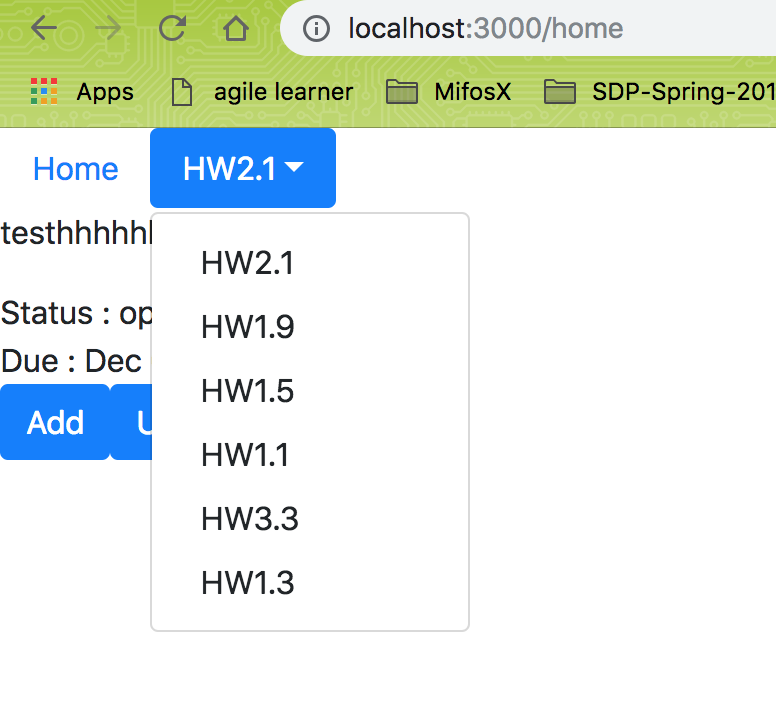 localhost:3000/home
Apps agile learner MifosX SDP-Spring-201
Home HW2.1
testhhhhh
HW2.1
Status : op
HW1.9
Due : Dec
HW1.5
Add U
HW1.1
HW3.3
HW1.3